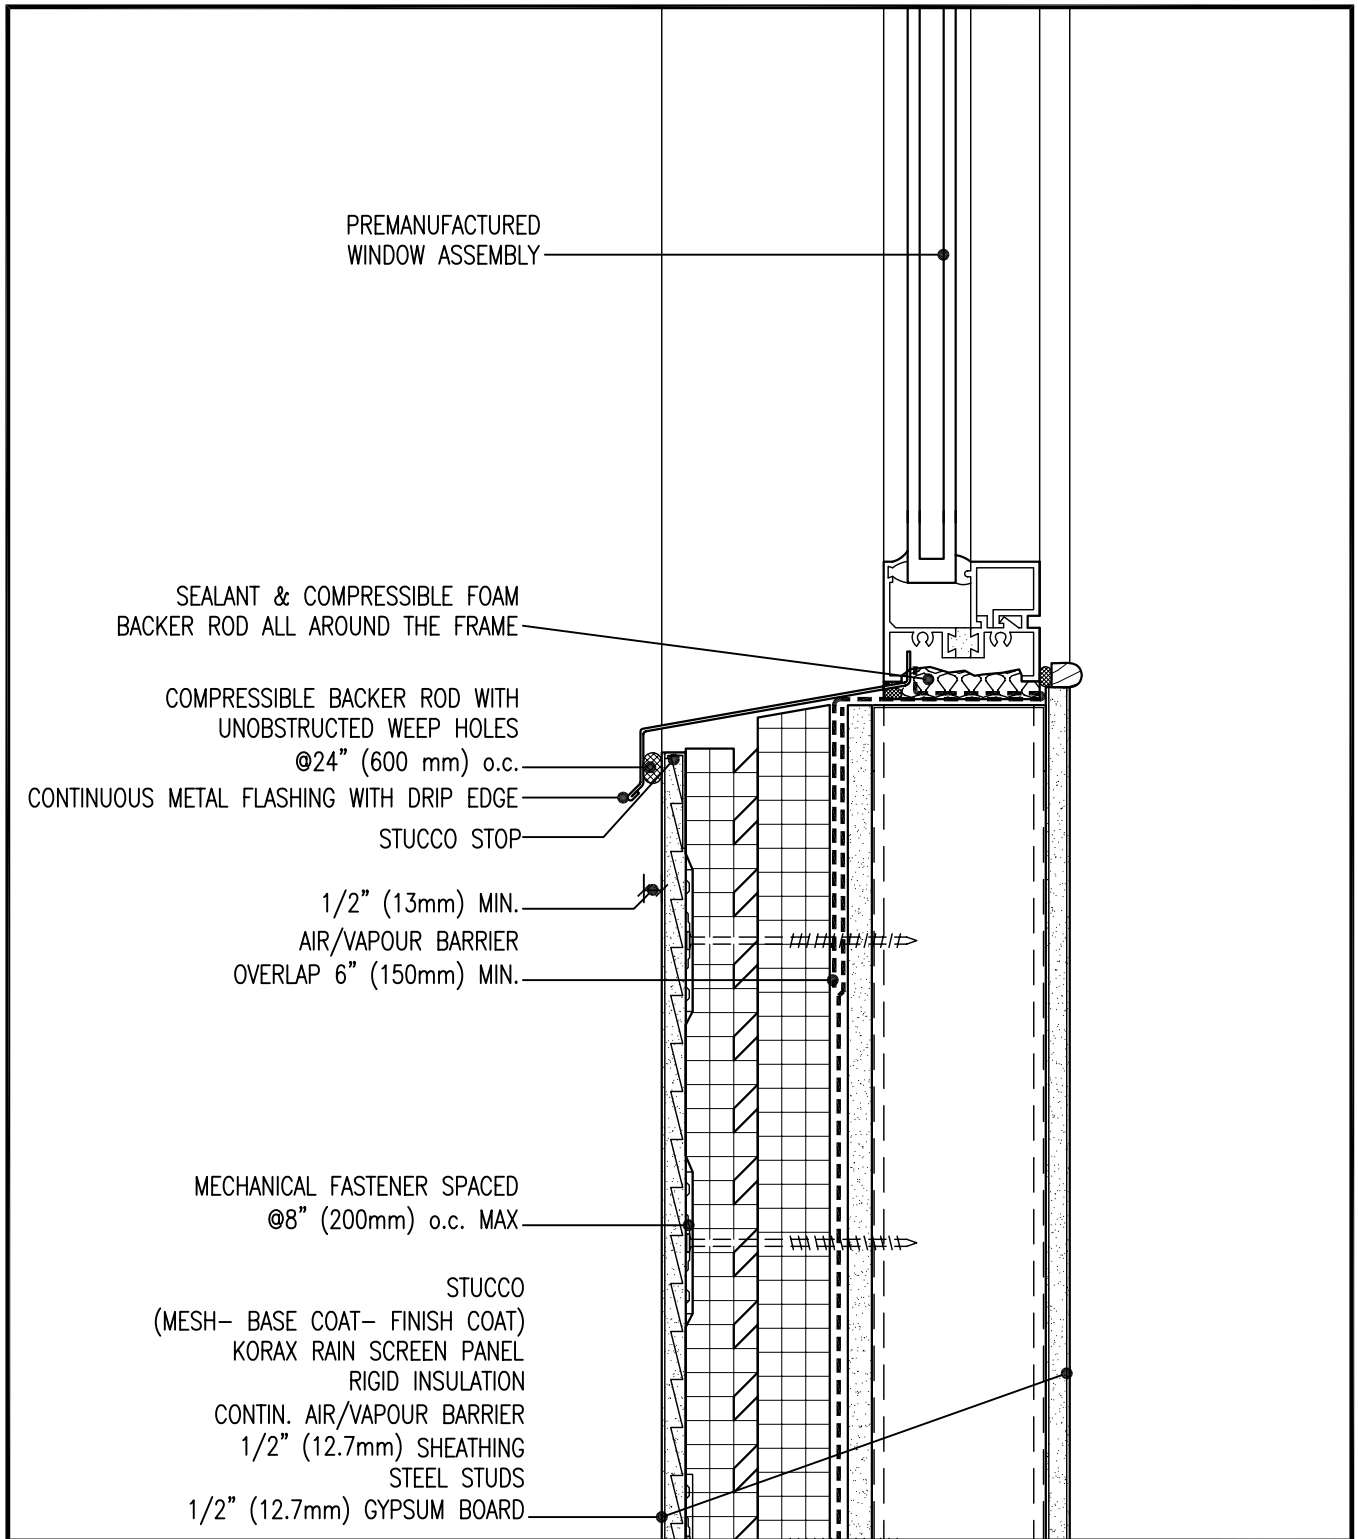 PREMANUFACTURED
WINDOW ASSEMBLY
SEALANT & COMPRESSIBLE FOAM
BACKER ROD ALL AROUND THE FRAME
COMPRESSIBLE BACKER ROD WITH
UNOBSTRUCTED WEEP HOLES
@24" (600 mm) o.c.
CONTINUOUS METAL FLASHING WITH DRIP EDGE
STUCCO STOP
1/2" (13mm) MIN.
AIR/VAPOUR BARRIER
OVERLAP 6" (150mm) MIN.
MECHANICAL FASTENER SPACED
@8" (200mm) o.c. MAX
STUCCO
(MESH– BASE COAT– FINISH COAT)
KORAX RAIN SCREEN PANEL
RIGID INSULATION
CONTIN. AIR/VAPOUR BARRIER
1/2" (12.7mm) SHEATHING
STEEL STUDS
1/2" (12.7mm) GYPSUM BOARD